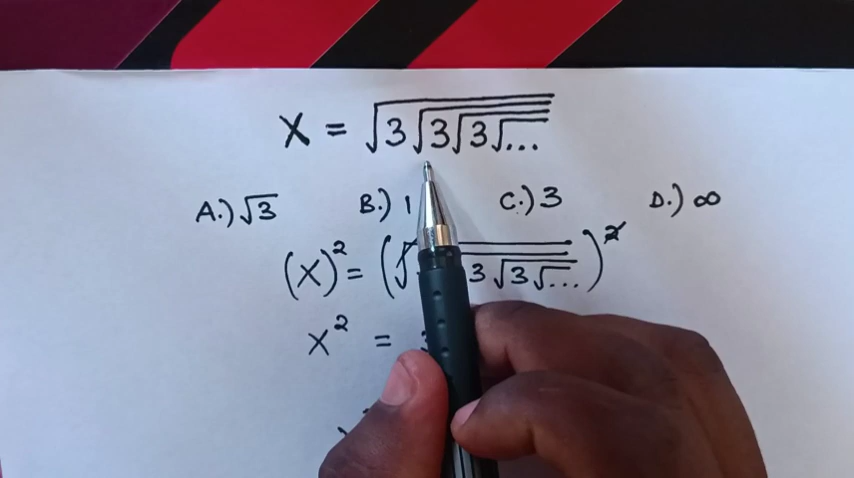 X = √3√3√3√...
A.) √3 B.) 1 C.) 3 D.) ∞
(X)² = (√ 3√3√...)²
X² =